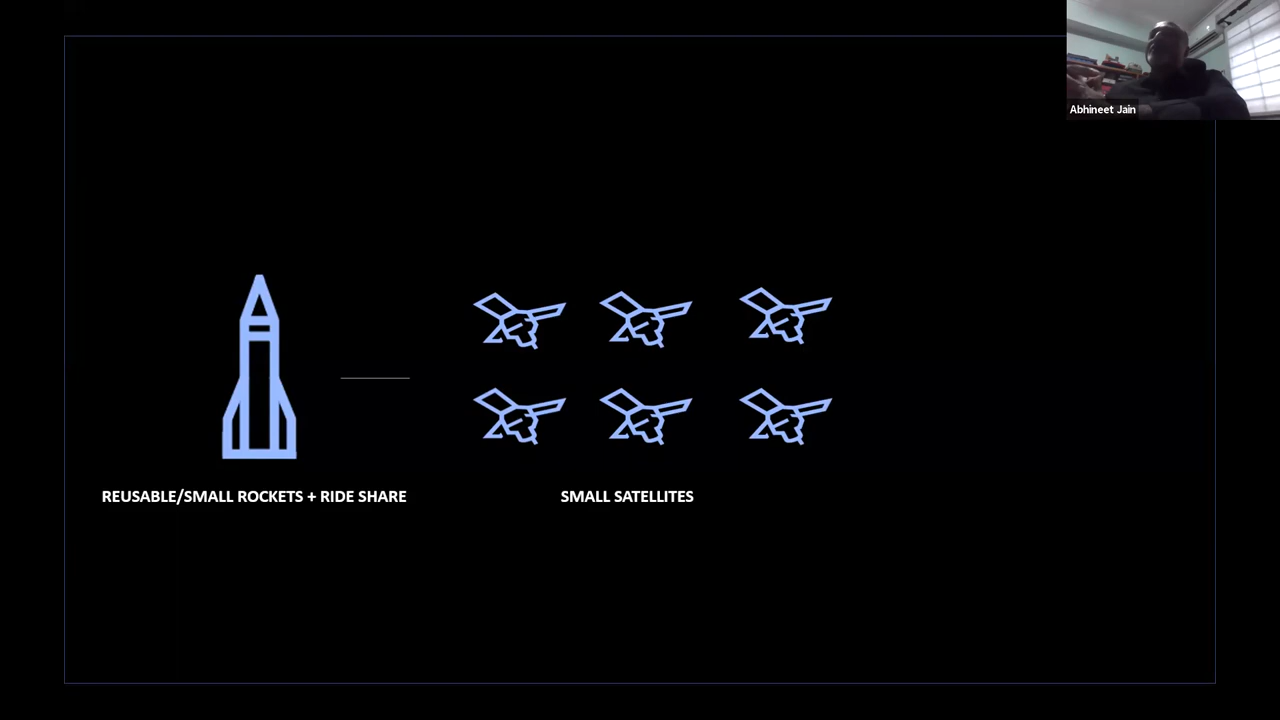 Abhineet Jain
REUSABLE/SMALL ROCKETS + RIDE SHARE
SMALL SATELLITES